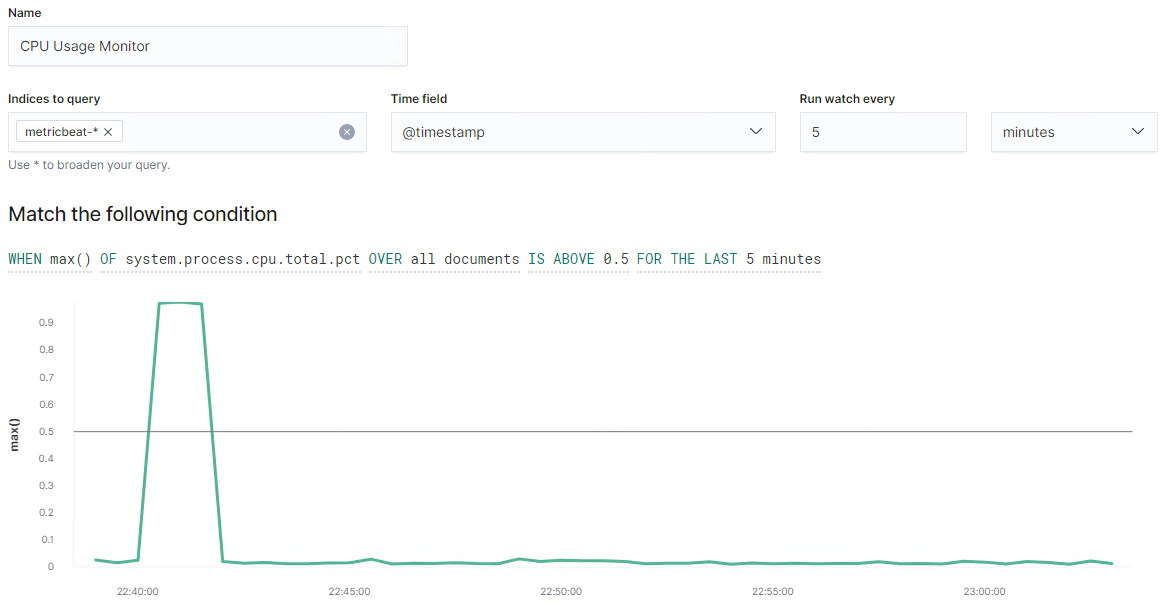 Name
CPU Usage Monitor
Indices to query
Time field
Run watch every
metricbeat-*
@timestamp
5
minutes
Use * to broaden your query.
Match the following condition
WHEN max() OF system.process.cpu.total.pct OVER all documents IS ABOVE 0.5 FOR THE LAST 5 minutes
0.9
0.8
0.7
0.6
0.5
0.4
0.3
0.2
0.1
0
max()
22:40:00
22:45:00
22:50:00
22:55:00
23:00:00